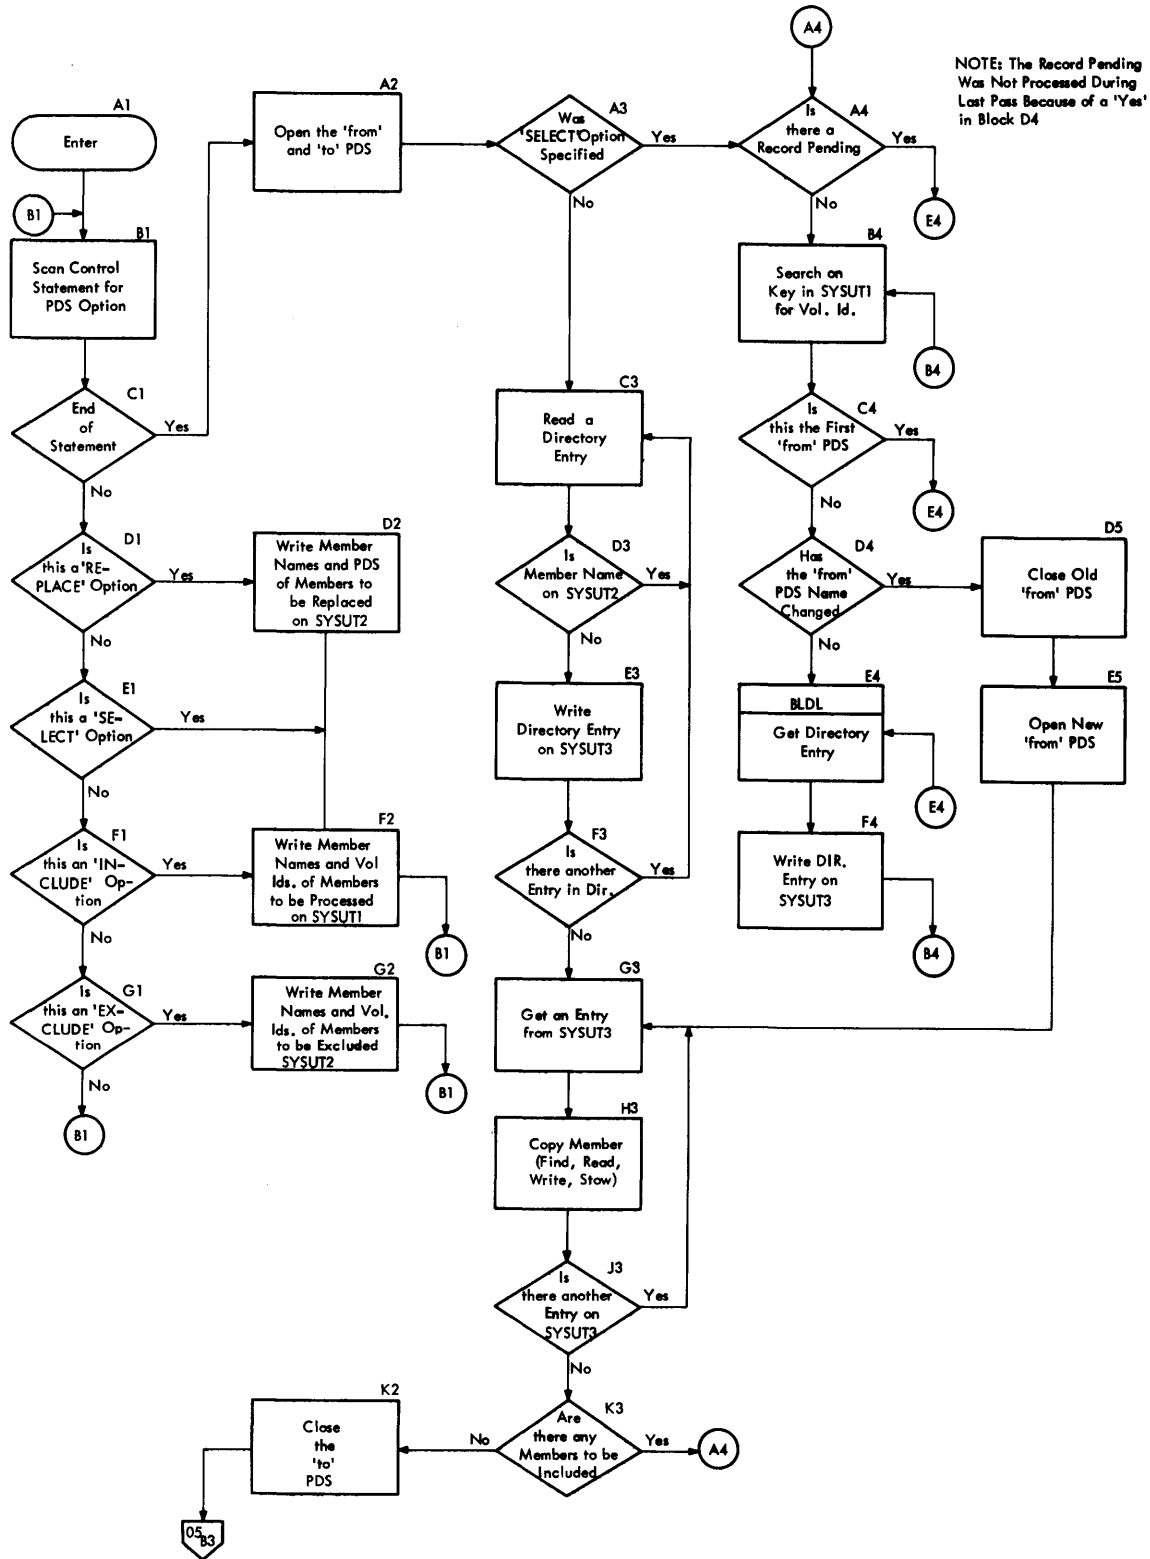 A1
Enter
B1
B1
Scan Control
Statement for
PDS Option
C1
End
of
Statement
Yes
No
D1
Is
this a 'RE-
PLACE' Option
Yes
No
E1
Is
this a 'SE-
LECT' Option
Yes
No
F1
Is
this an 'IN-
CLUDE' Op-
tion
Yes
No
G1
Is
this an 'EX-
CLUDE' Op-
tion
Yes
No
B1
A2
Open the 'from'
and 'to' PDS
D2
Write Member
Names and PDS
of Members to
be Replaced
on SYSUT2
F2
Write Member
Names and Vol
Ids. of Members
to be Processed
on SYSUT1
B1
G2
Write Member
Names and Vol.
Ids. of Members
to be Excluded
SYSUT2
B1
A3
Was
'SELECT' Option
Specified
Yes
No
C3
Read a
Directory
Entry
D3
Is
Member Name
on SYSUT2
Yes
No
E3
Write
Directory Entry
on SYSUT3
F3
Is
there another
Entry in Dir.
Yes
No
G3
Get an Entry
from SYSUT3
H3
Copy Member
(Find, Read,
Write, Stow)
J3
Is
there another
Entry on
SYSUT3
Yes
No
K3
Are
there any
Members to be
Included
Yes
A4
No
K2
Close
the
'to'
PDS
05
B3
A4
A4
Is
there a
Record Pending
Yes
E4
No
B4
Search on
Key in SYSUT1
for Vol. Id.
B4
C4
Is
this the First
'from' PDS
Yes
E4
No
D4
Has
the 'from'
PDS Name
Changed
Yes
No
E4
BLDL
Get Directory
Entry
E4
F4
Write DIR.
Entry on
SYSUT3
B4
D5
Close Old
'from' PDS
E5
Open New
'from' PDS
NOTE: The Record Pending
Was Not Processed During
Last Pass Because of a 'Yes'
in Block D4